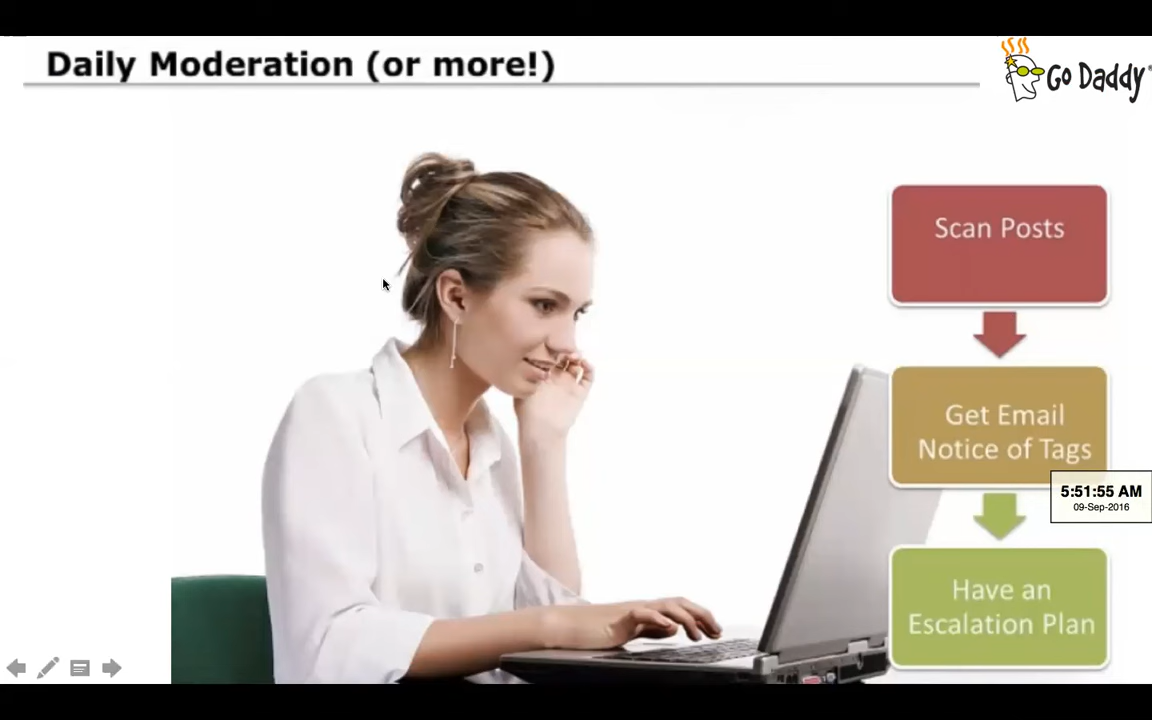 Daily Moderation (or more!)
Go Daddy®
Scan Posts
Get Email
Notice of Tags
5:51:55 AM
09-Sep-2016
Have an
Escalation Plan